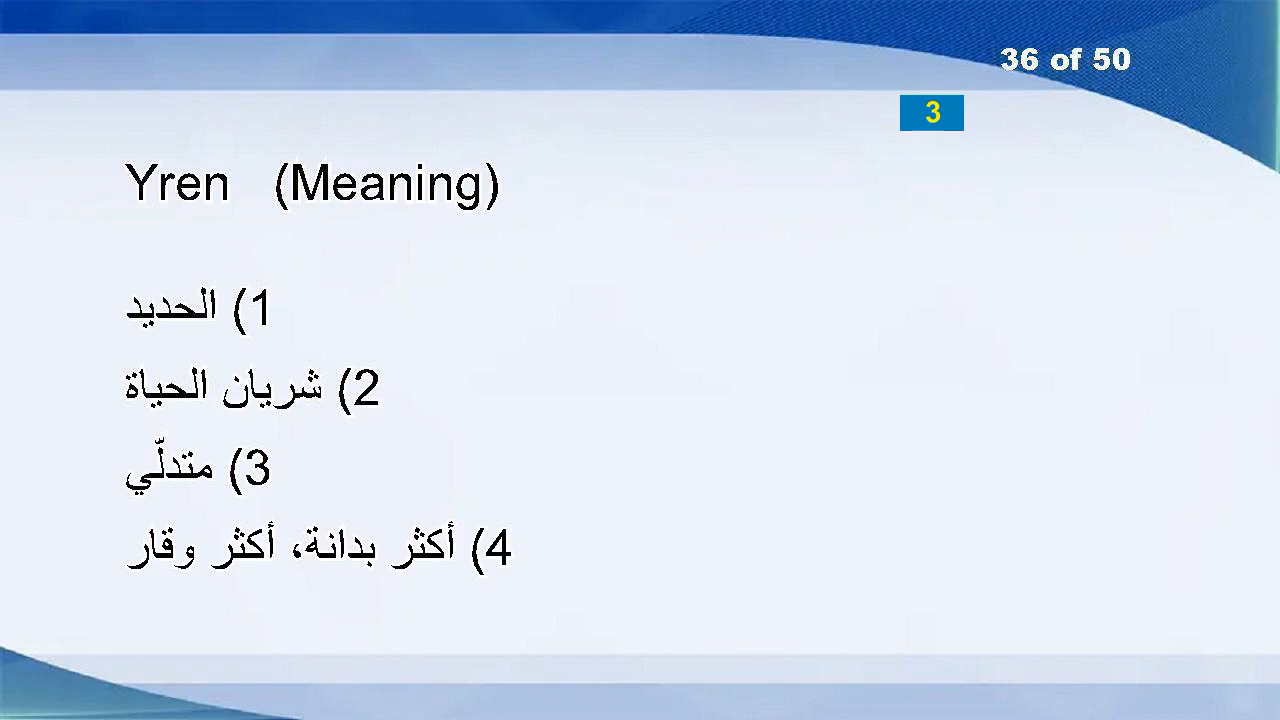 36 of 50
3
Yren (Meaning)
1) الحديد
2) شريان الحياة
3) متدلّي
4) أكثر بدانة، أكثر وقار